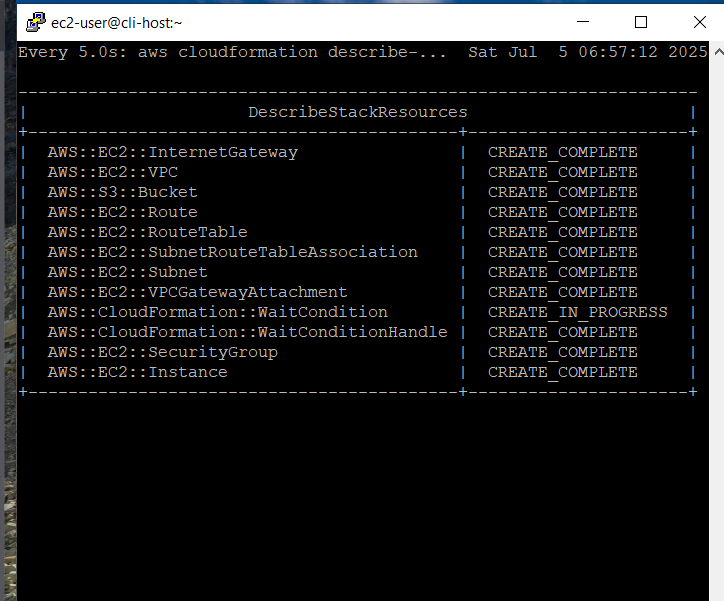 ec2-user@cli-host:~
Every 5.0s: aws cloudformation describe-...  Sat Jul  5 06:57:12 2025
--------------------------------------------------------------------
|                      DescribeStackResources                      |
+-------------------------------------------+----------------------+
|  AWS::EC2::InternetGateway                |  CREATE_COMPLETE     |
|  AWS::EC2::VPC                            |  CREATE_COMPLETE     |
|  AWS::S3::Bucket                          |  CREATE_COMPLETE     |
|  AWS::EC2::Route                          |  CREATE_COMPLETE     |
|  AWS::EC2::RouteTable                     |  CREATE_COMPLETE     |
|  AWS::EC2::SubnetRouteTableAssociation    |  CREATE_COMPLETE     |
|  AWS::EC2::Subnet                         |  CREATE_COMPLETE     |
|  AWS::EC2::VPCGatewayAttachment           |  CREATE_COMPLETE     |
|  AWS::CloudFormation::WaitCondition       |  CREATE_IN_PROGRESS  |
|  AWS::CloudFormation::WaitConditionHandle |  CREATE_COMPLETE     |
|  AWS::EC2::SecurityGroup                  |  CREATE_COMPLETE     |
|  AWS::EC2::Instance                       |  CREATE_COMPLETE     |
+-------------------------------------------+----------------------+